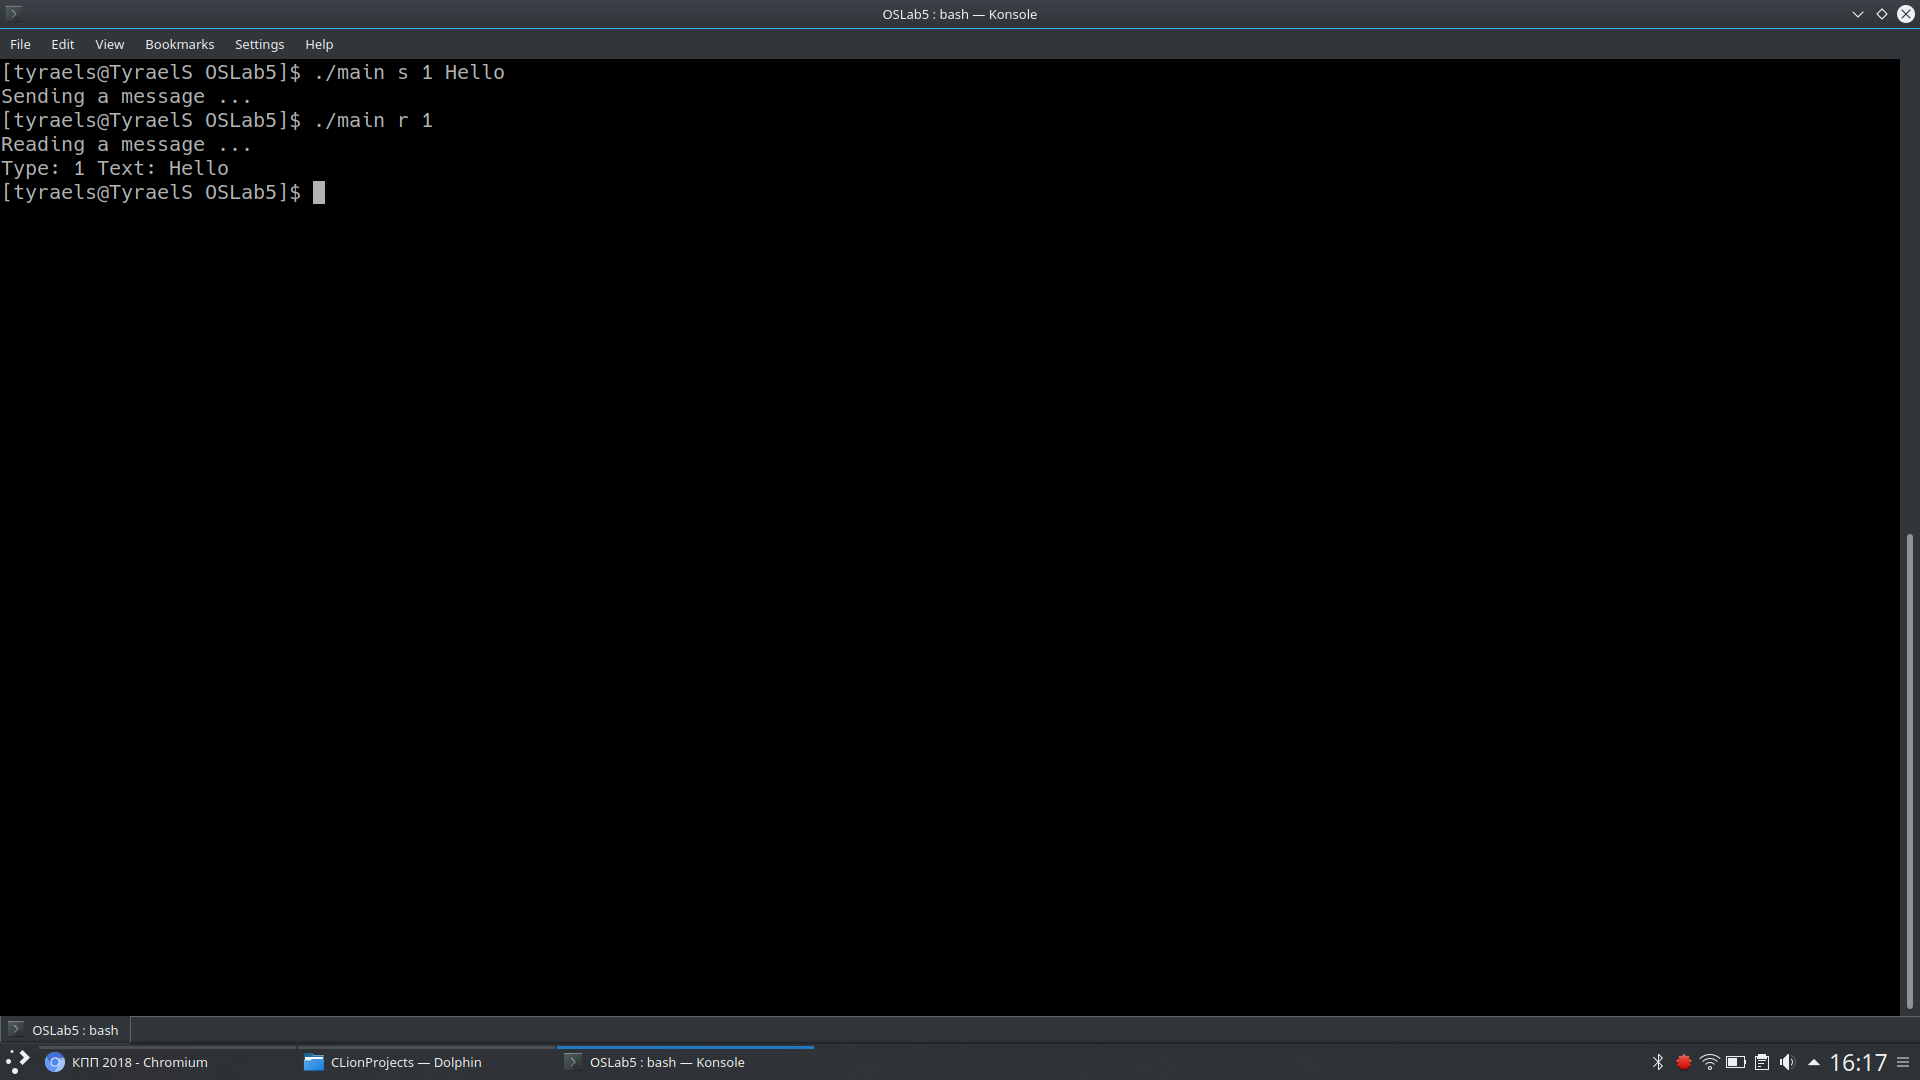 OSLab5 : bash — Konsole
File Edit View Bookmarks Settings Help
[tyraels@TyraelS OSLab5]$ ./main s 1 Hello
Sending a message ...
[tyraels@TyraelS OSLab5]$ ./main r 1
Reading a message ...
Type: 1 Text: Hello
[tyraels@TyraelS OSLab5]$
OSLab5 : bash
КПП 2018 - Chromium CLionProjects — Dolphin OSLab5 : bash — Konsole 16:17